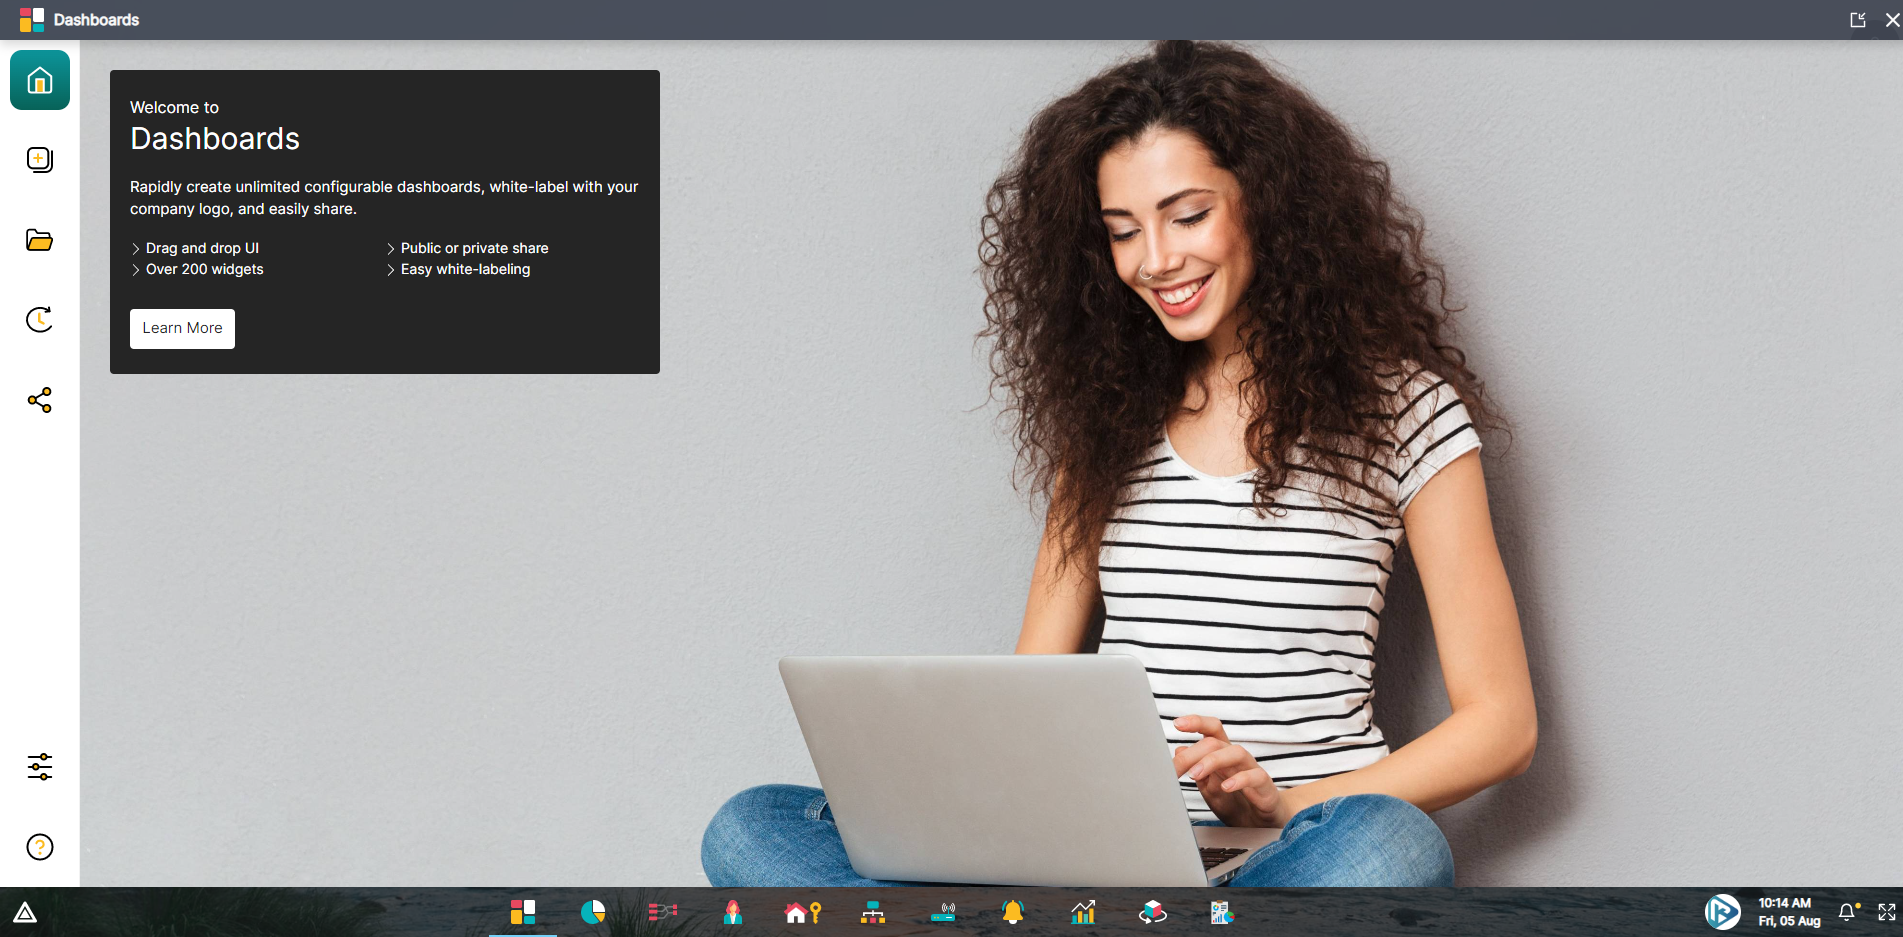 Dashboards
Welcome to
Dashboards
Rapidly create unlimited configurable dashboards, white-label with your
company logo, and easily share.
Drag and drop UI
Public or private share
Over 200 widgets
Easy white-labeling
Learn More
?
10:14 AM
Fri, 05 Aug